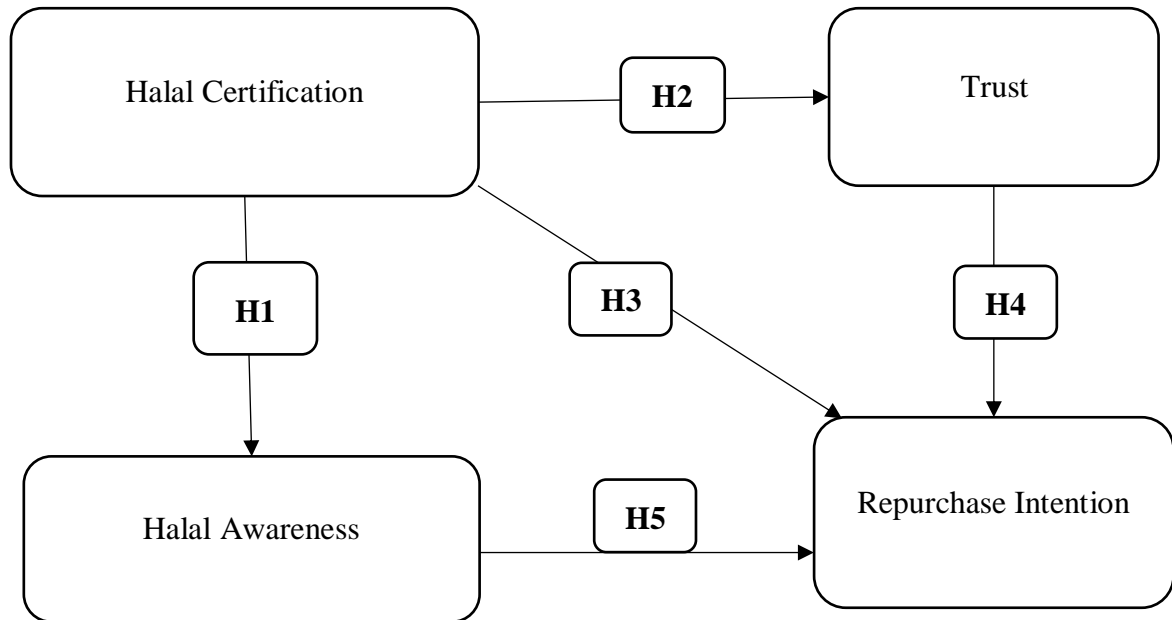 Halal Certification
H2
Trust
H1
H3
H4
Halal Awareness
H5
Repurchase Intention